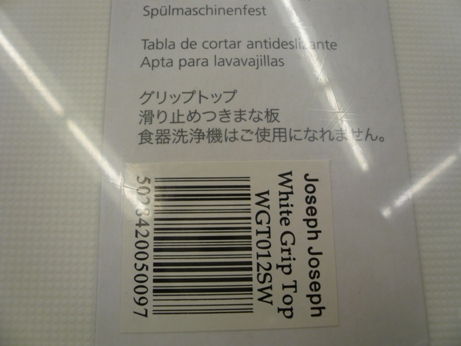 Spülmaschinenfest
Tabla de cortar antideslizante
Apta para lavavajillas
グリップトップ
滑り止めつきまな板
食器洗浄機はご使用になれません。
Joseph Joseph
White Grip Top
WGT012SW
5028420050097